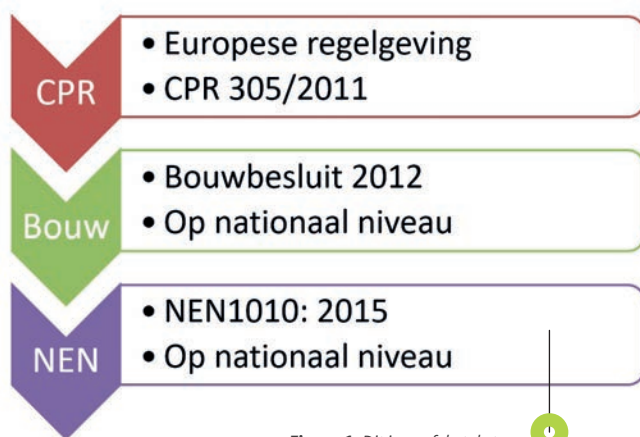 CPR
• Europese regelgeving
• CPR 305/2011
Bouw
• Bouwbesluit 2012
• Op nationaal niveau
NEN
• NEN1010: 2015
• Op nationaal niveau